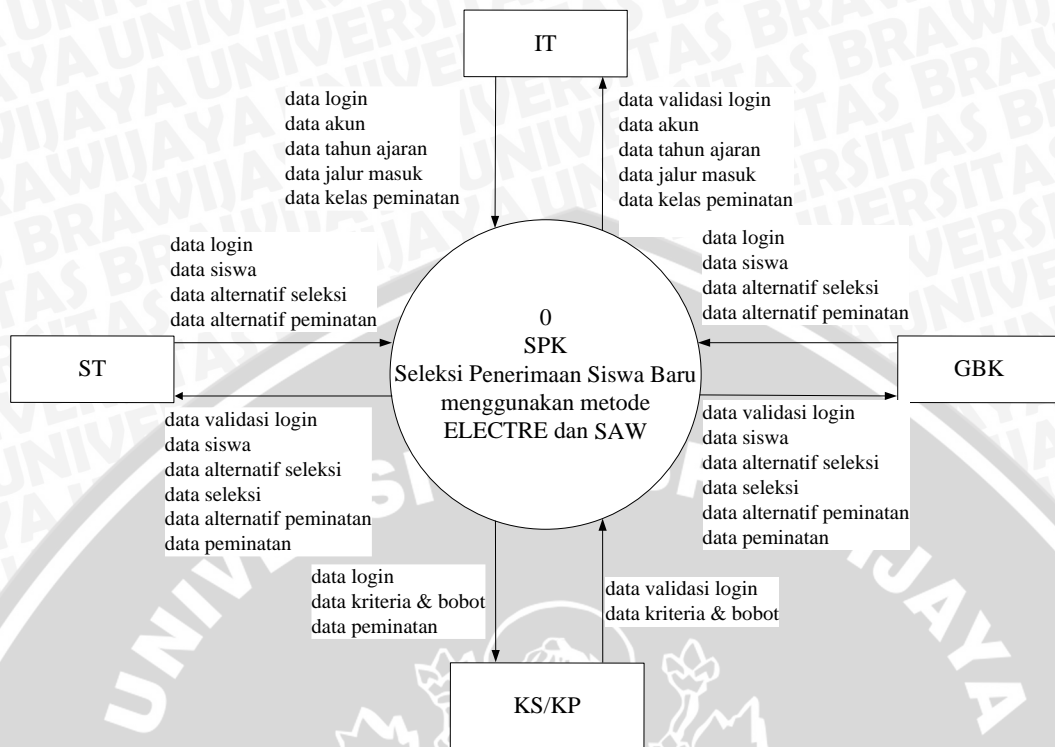 IT
data login
data akun
data tahun ajaran
data jalur masuk
data kelas peminatan
data validasi login
data akun
data tahun ajaran
data jalur masuk
data kelas peminatan
data login
data siswa
data alternatif seleksi
data alternatif peminatan
data login
data siswa
data alternatif seleksi
data alternatif peminatan
ST
0
SPK
Seleksi Penerimaan Siswa Baru
menggunakan metode
ELECTRE dan SAW
GBK
data validasi login
data siswa
data alternatif seleksi
data seleksi
data alternatif peminatan
data peminatan
data validasi login
data siswa
data alternatif seleksi
data seleksi
data alternatif peminatan
data peminatan
data login
data kriteria & bobot
data peminatan
data validasi login
data kriteria & bobot
KS/KP